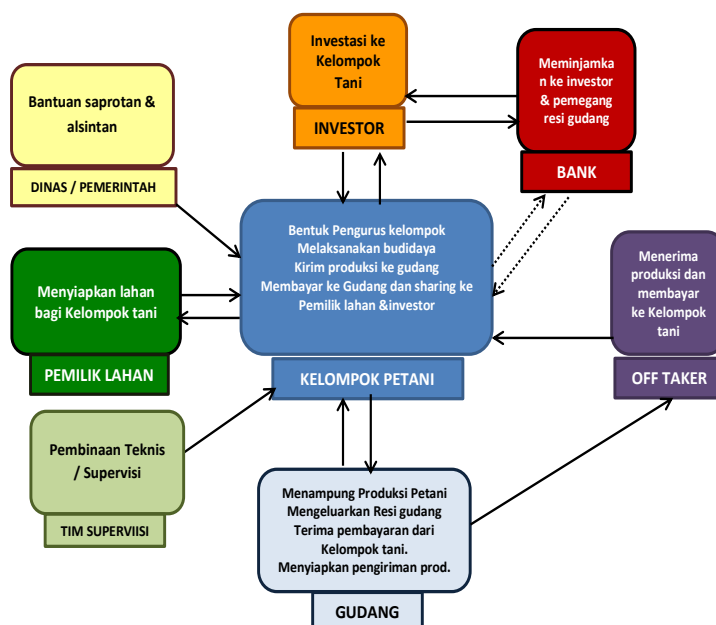 Investasi ke
Kelompok
Tani
INVESTOR
Meminjamka
n ke investor
& pemegang
resi gudang
BANK
Bantuan saprotan &
alsintan
DINAS / PEMERINTAH
Bentuk Pengurus kelompok
Melaksanakan budidaya
Kirim produksi ke gudang
Membayar ke Gudang dan sharing ke
Pemilik lahan &investor
KELOMPOK PETANI
Menyiapkan lahan
bagi Kelompok tani
PEMILIK LAHAN
Menerima
produksi dan
membayar
ke Kelompok
tani
OFF TAKER
Pembinaan Teknis
/ Supervisi
TIM SUPERVIISI
Menampung Produksi Petani
Mengeluarkan Resi gudang
Terima pembayaran dari
Kelompok tani.
Menyiapkan pengiriman prod.
GUDANG